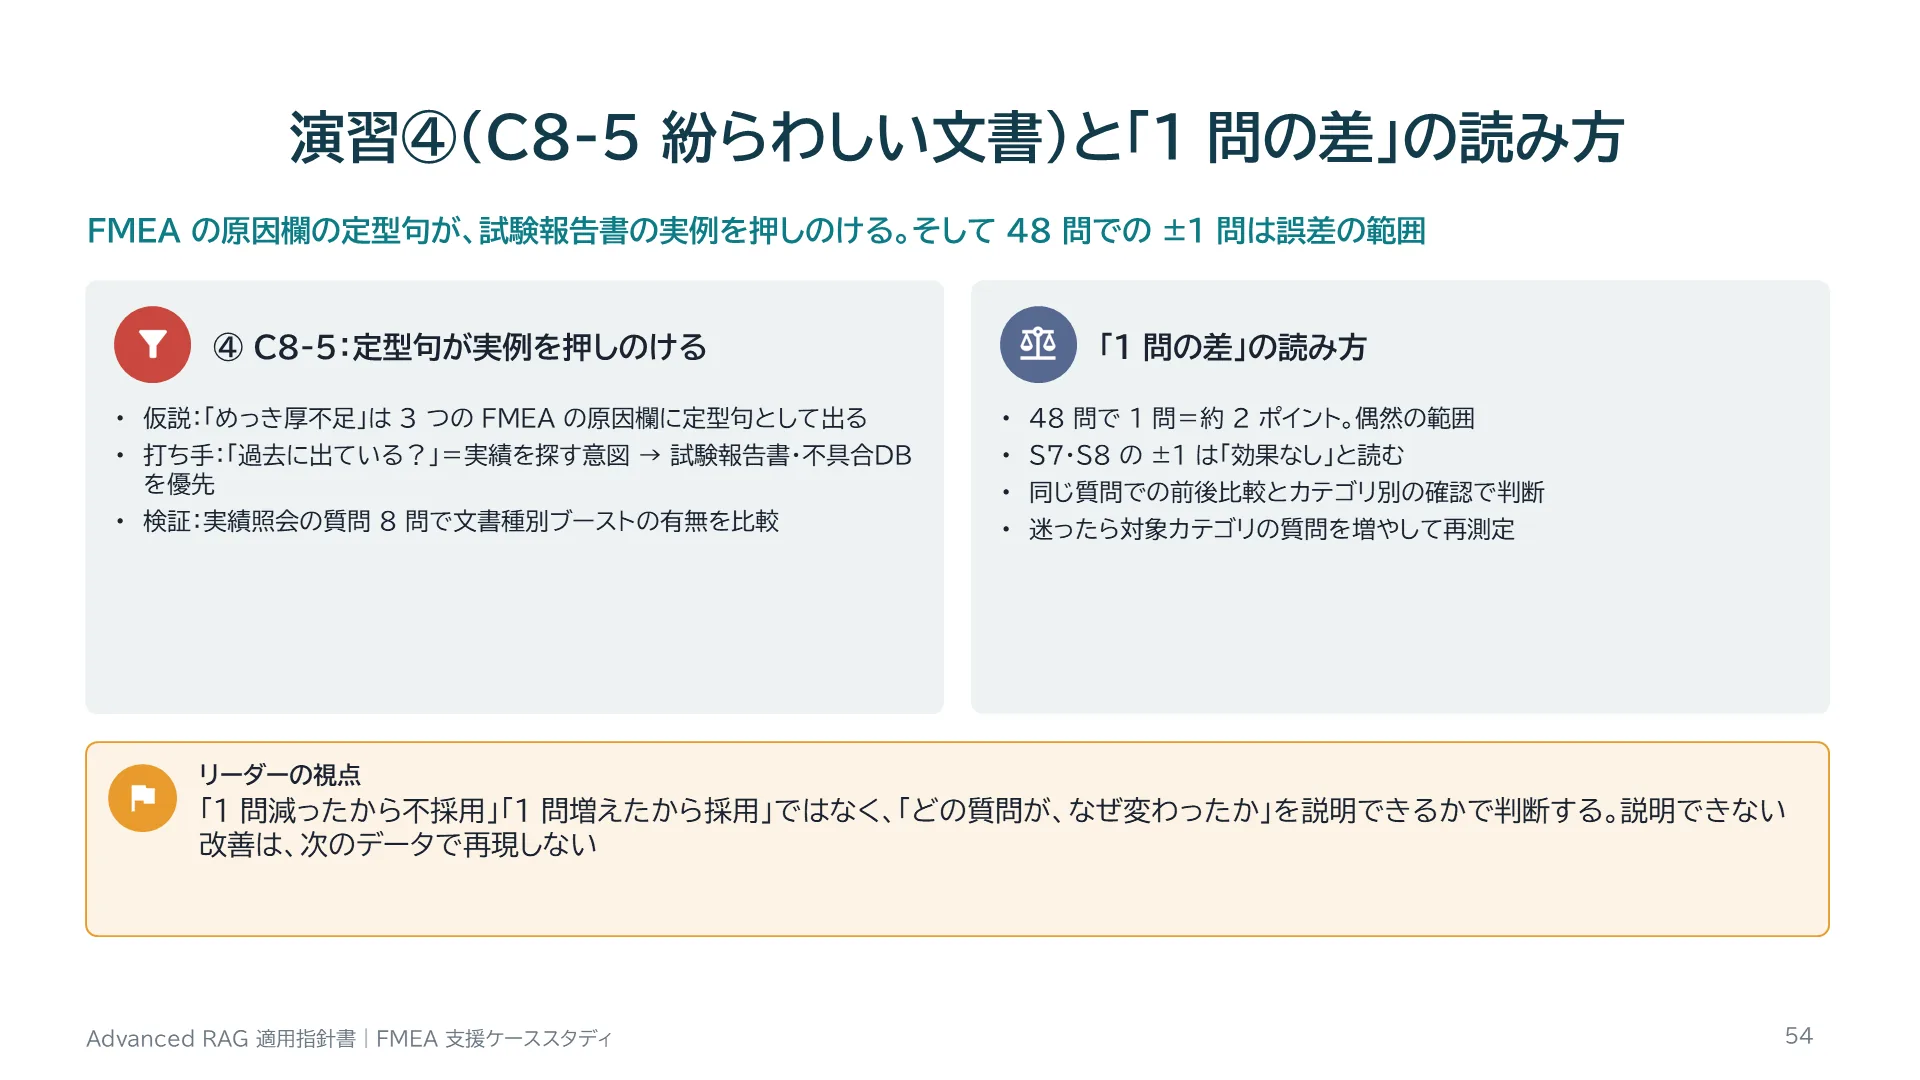 演習④（C8-5 紛らわしい文書）と「1 問の差」の読み方
FMEA の原因欄の定型句が、試験報告書の実例を押しのける。そして 48 問での ±1 問は誤差の範囲
④ C8-5：定型句が実例を押しのける
• 仮説：「めっき厚不足」は 3 つの FMEA の原因欄に定型句として出る
• 打ち手：「過去に出ている？」＝実績を探す意図 → 試験報告書・不具合DB
を優先
• 検証：実績照会の質問 8 問で文書種別ブーストの有無を比較
「1 問の差」の読み方
• 48 問で 1 問＝約 2 ポイント。偶然の範囲
• S7・S8 の ±1 は「効果なし」と読む
• 同じ質問での前後比較とカテゴリ別の確認で判断
• 迷ったら対象カテゴリの質問を増やして再測定
リーダーの視点
「1 問減ったから不採用」「1 問増えたから採用」ではなく、「どの質問が、なぜ変わったか」を説明できるかで判断する。説明できない
改善は、次のデータで再現しない
Advanced RAG 適用指針書｜FMEA 支援ケーススタディ
54